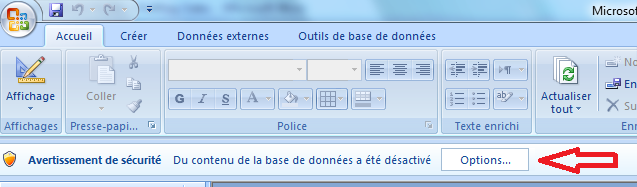 Microsof
Accueil Créer Données externes Outils de base de données
Affichage
Coller
G I S A
ab
Actualiser
tout
No
En
Su
Affichages Presse-papi... Police Texte enrichi
Avertissement de sécurité Du contenu de la base de données a été désactivé Options...